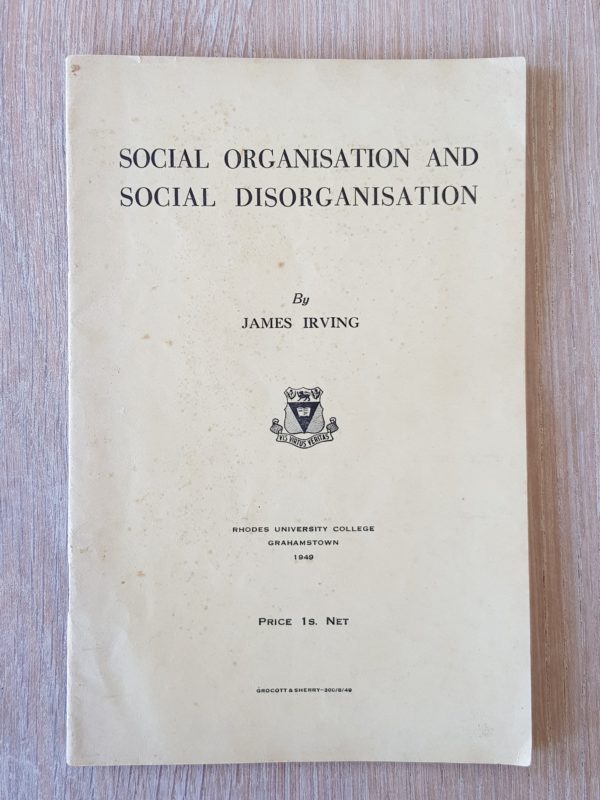 SOCIAL ORGANISATION AND
SOCIAL DISORGANISATION
By
JAMES IRVING
VIS VIRTUS VERITAS
RHODES UNIVERSITY COLLEGE
GRAHAMSTOWN
1949
PRICE 1S. NET
GROCOTT & SHERRY—300/8/49